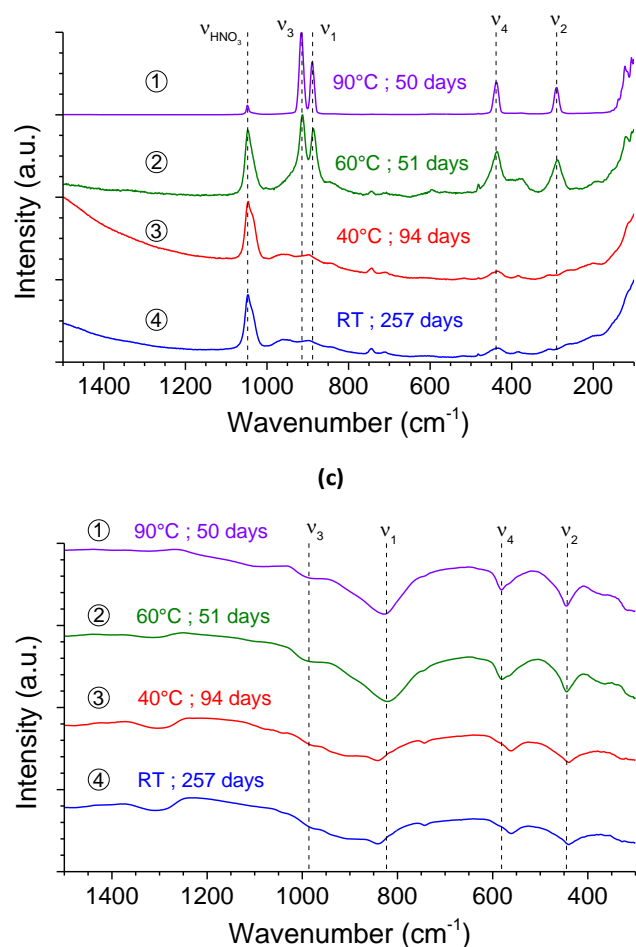 ν_HNO₃ ν₃ ν₁ ν₄ ν₂
① 90°C ; 50 days
② 60°C ; 51 days
③ 40°C ; 94 days
④ RT ; 257 days
Intensity (a.u.)
1400 1200 1000 800 600 400 200
Wavenumber (cm⁻¹)
(c)
ν₃ ν₁ ν₄ ν₂
① 90°C ; 50 days
② 60°C ; 51 days
③ 40°C ; 94 days
④ RT ; 257 days
Intensity (a.u.)
1400 1200 1000 800 600 400
Wavenumber (cm⁻¹)